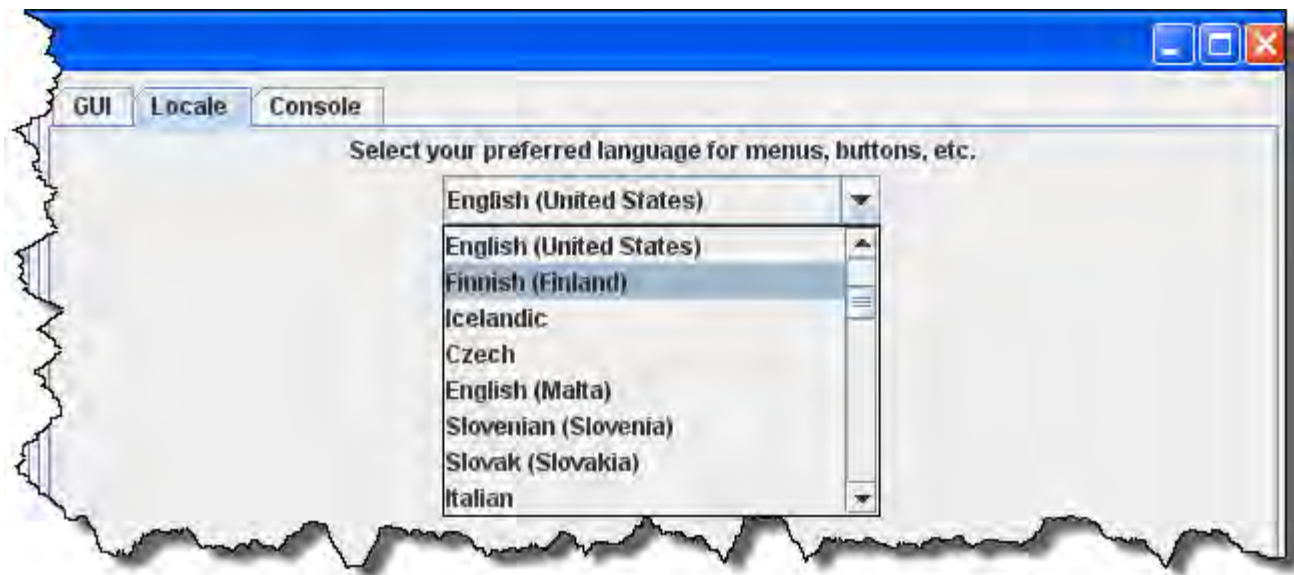 GUI Locale Console
Select your preferred language for menus, buttons, etc.
English (United States)
English (United States)
Finnish (Finland)
Icelandic
Czech
English (Malta)
Slovenian (Slovenia)
Slovak (Slovakia)
Italian